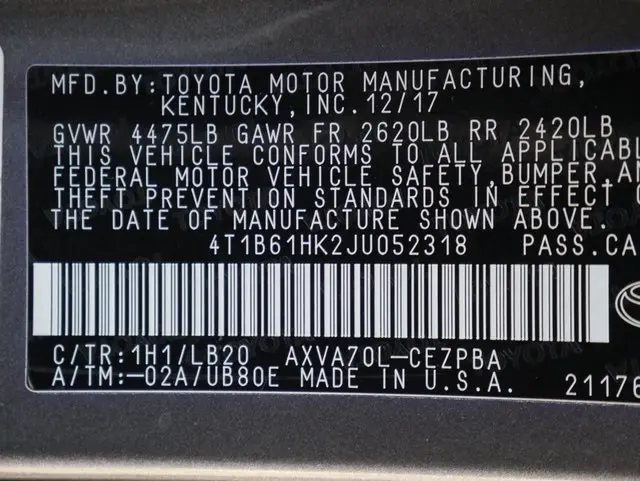 MFD. BY: TOYOTA MOTOR MANUFACTURING,
KENTUCKY, INC. 12/17
GVWR 4475LB GAWR FR 2620LB RR 2420LB
THIS VEHICLE CONFORMS TO ALL APPLICABL
FEDERAL MOTOR VEHICLE SAFETY, BUMPER, AN
THEFT PREVENTION STANDARDS IN EFFECT O
THE DATE OF MANUFACTURE SHOWN ABOVE.
4T1B61HK2JU052318 PASS. CA
C/TR: 1H1/LB20 AXVA70L-CEZPBA
A/TM: -02A/UB80E MADE IN U.S.A. 21176